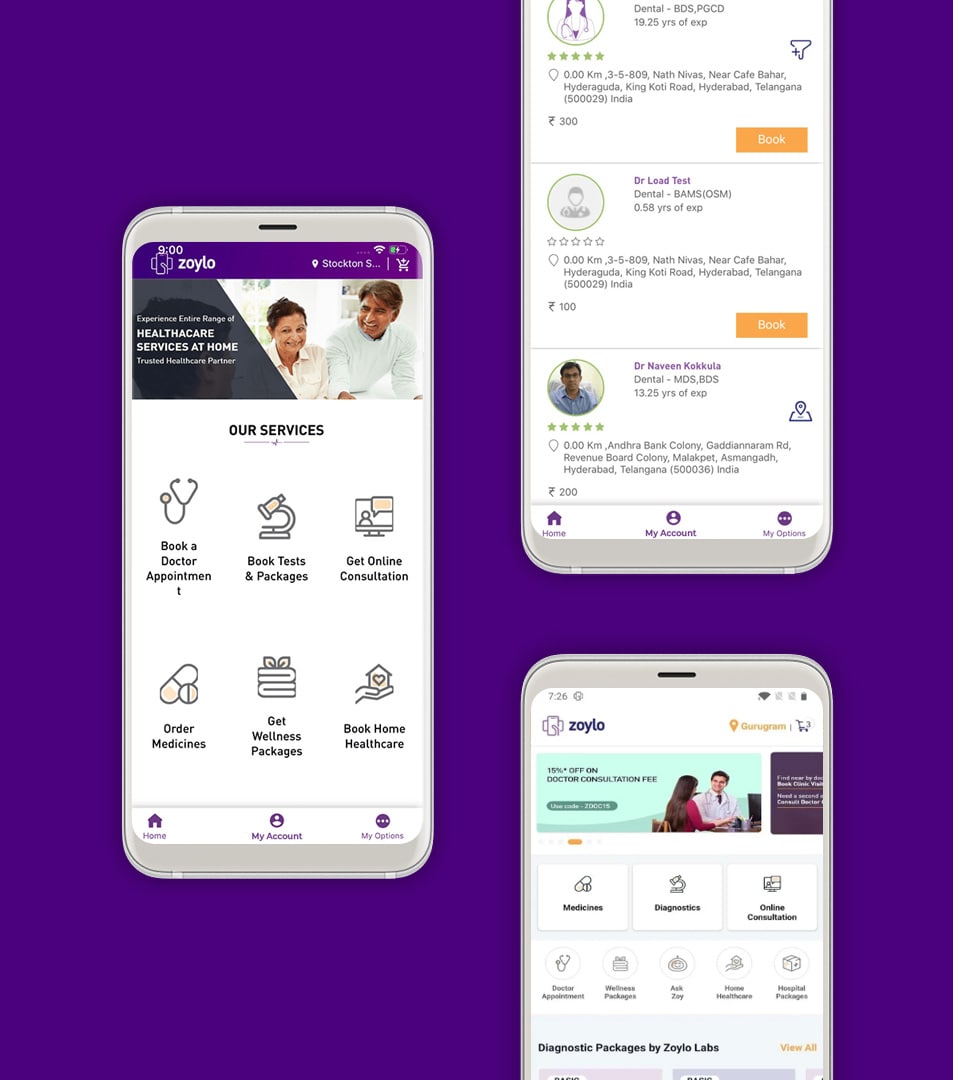 9:00
zoylo
Stockton S...
Experience Entire Range of
HEALTHACARE
SERVICES AT HOME
Trusted Healthcare Partner
OUR SERVICES
Book a
Doctor
Appointmen
t
Book Tests
& Packages
Get Online
Consultation
Order
Medicines
Get
Wellness
Packages
Book Home
Healthcare
Home
My Account
My Options
Dental - BDS,PGCD
19.25 yrs of exp
0.00 Km ,3-5-809, Nath Nivas, Near Cafe Bahar,
Hyderaguda, King Koti Road, Hyderabad, Telangana
(500029) India
₹ 300
Book
Dr Load Test
Dental - BAMS(OSM)
0.58 yrs of exp
0.00 Km ,3-5-809, Nath Nivas, Near Cafe Bahar,
Hyderaguda, King Koti Road, Hyderabad, Telangana
(500029) India
₹ 100
Book
Dr Naveen Kokkula
Dental - MDS,BDS
13.25 yrs of exp
0.00 Km ,Andhra Bank Colony, Gaddiannaram Rd,
Revenue Board Colony, Malakpet, Asmangadh,
Hyderabad, Telangana (500036) India
₹ 200
Home
My Account
My Options
7:26
zoylo
Gurugram
3
15%* OFF ON
DOCTOR CONSULTATION FEE
Use code - ZDOC15
Find near by doc
Book Clinic Visit
Need a second o
Consult Doctor
Medicines
Diagnostics
Online
Consultation
Doctor
Appointment
Wellness
Packages
Ask
Zoy
Home
Healthcare
Hospital
Packages
Diagnostic Packages by Zoylo Labs
View All